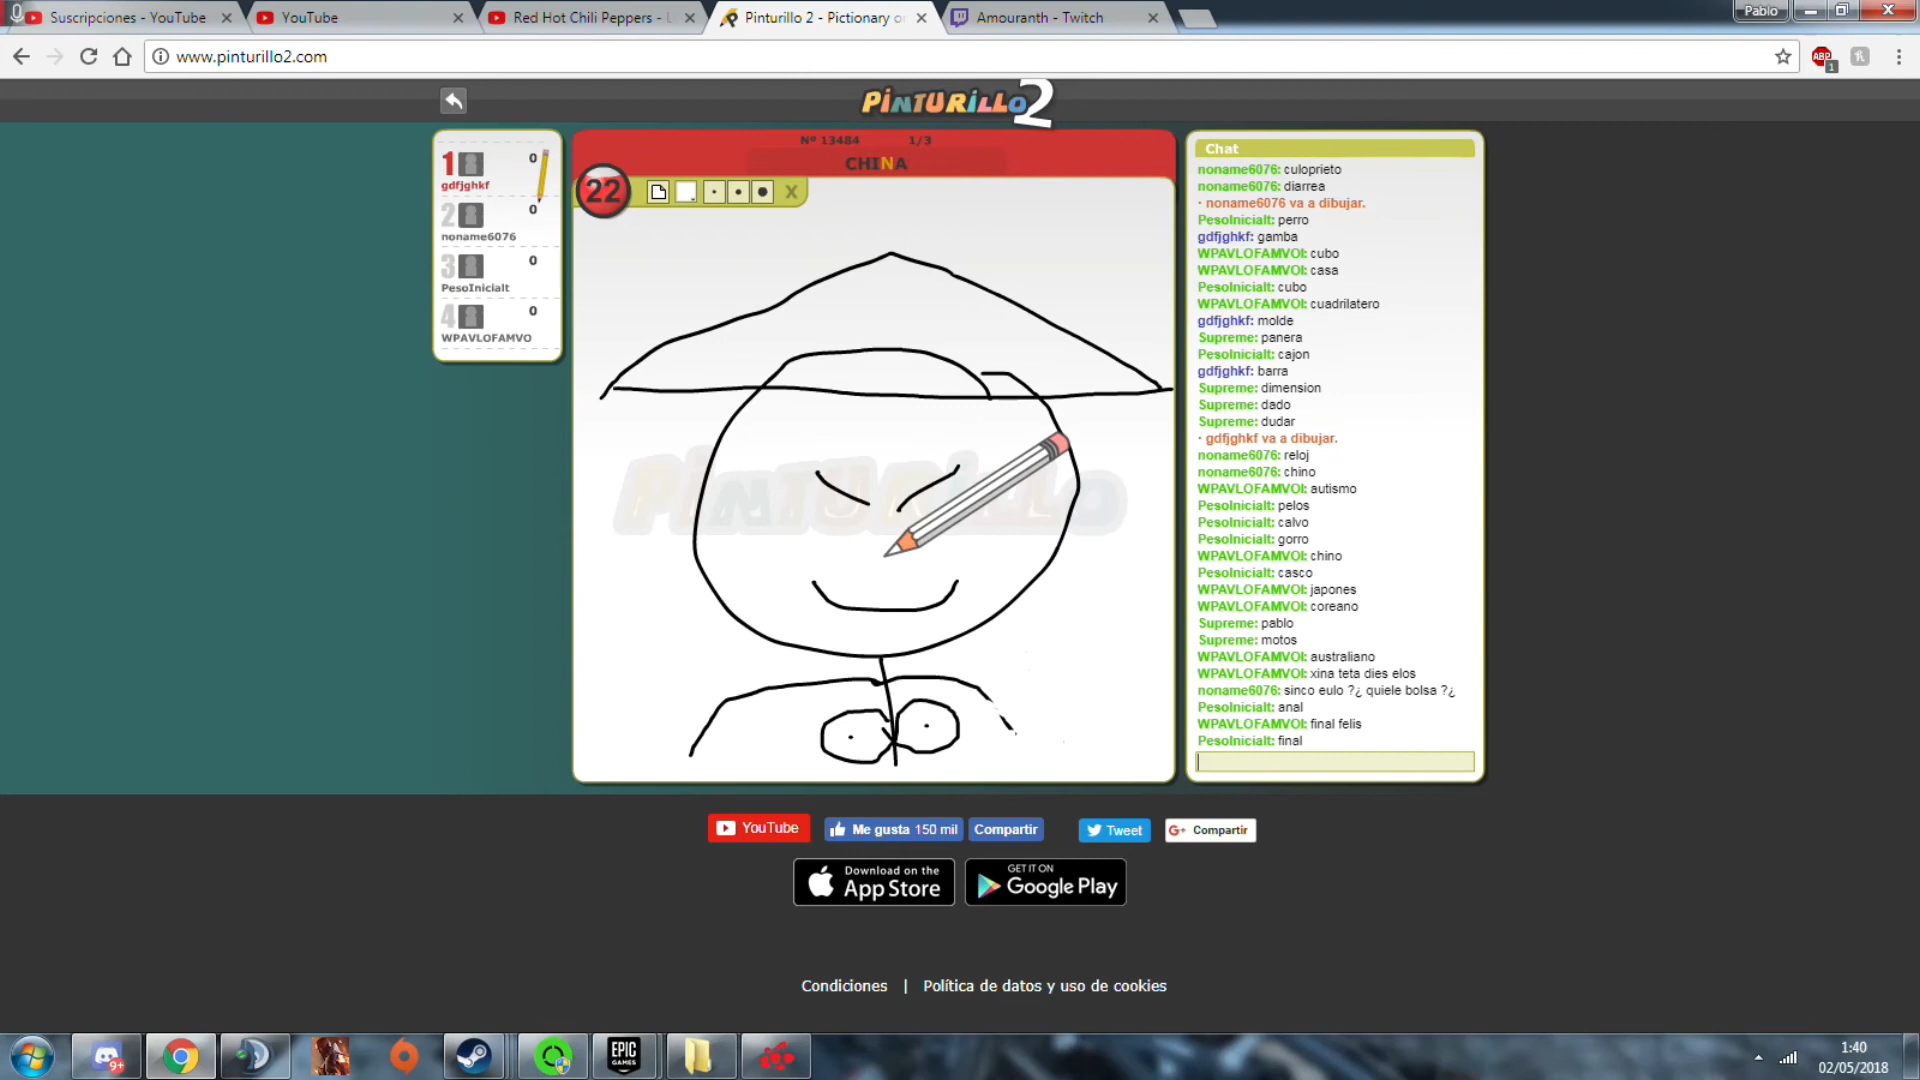 Suscripciones - YouTube
YouTube
Red Hot Chili Peppers - L
Pinturillo 2 - Pictionary o
Amouranth - Twitch
Pablo
www.pinturillo2.com
ABP
1
PINTURILLO2
Nº 13484 1/3
CHINA
22
X
1 0
gdfjghkf
2 0
noname6076
3 0
PesoInicialt
4 0
WPAVLOFAMVO
PINTURILLO
Chat
noname6076: culoprieto
noname6076: diarrea
· noname6076 va a dibujar.
PesoInicialt: perro
gdfjghkf: gamba
WPAVLOFAMVOI: cubo
WPAVLOFAMVOI: casa
PesoInicialt: cubo
WPAVLOFAMVOI: cuadrilatero
gdfjghkf: molde
Supreme: panera
PesoInicialt: cajon
gdfjghkf: barra
Supreme: dimension
Supreme: dado
Supreme: dudar
· gdfjghkf va a dibujar.
noname6076: reloj
noname6076: chino
WPAVLOFAMVOI: autismo
PesoInicialt: pelos
PesoInicialt: calvo
PesoInicialt: gorro
WPAVLOFAMVOI: chino
PesoInicialt: casco
WPAVLOFAMVOI: japones
WPAVLOFAMVOI: coreano
Supreme: pablo
Supreme: motos
WPAVLOFAMVOI: australiano
WPAVLOFAMVOI: xina teta dies elos
noname6076: sinco eulo ?¿ quiele bolsa ?¿
PesoInicialt: anal
WPAVLOFAMVOI: final felis
PesoInicialt: final
YouTube
Me gusta 150 mil
Compartir
Tweet
G+ Compartir
Download on the
App Store
GET IT ON
Google Play
Condiciones | Política de datos y uso de cookies
9+
EPIC
GAMES
1:40
02/05/2018